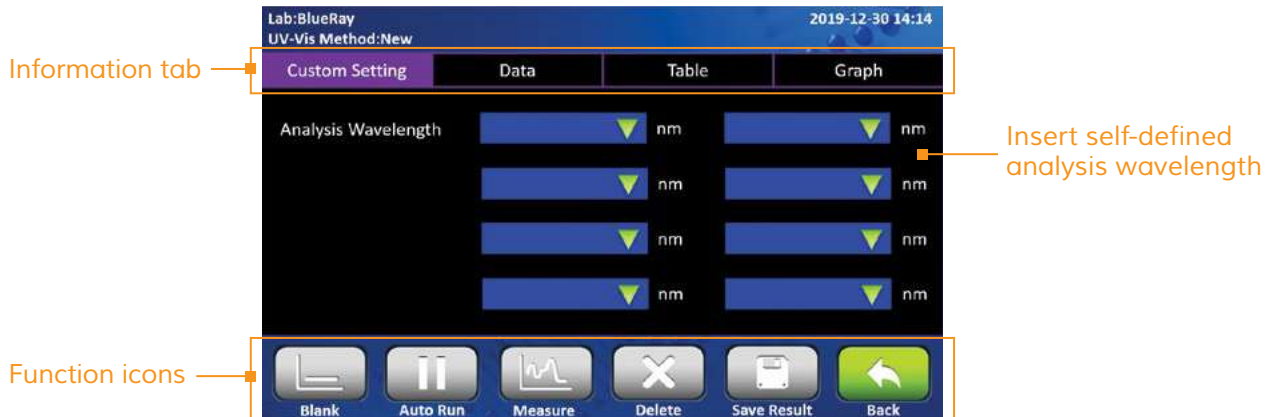 Lab:BlueRay 2019-12-30 14:14
UV-Vis Method:New
Information tab
Custom Setting Data Table Graph
Analysis Wavelength nm nm
Insert self-defined
analysis wavelength
nm nm
nm nm
nm nm
Function icons
Blank Auto Run Measure Delete Save Result Back